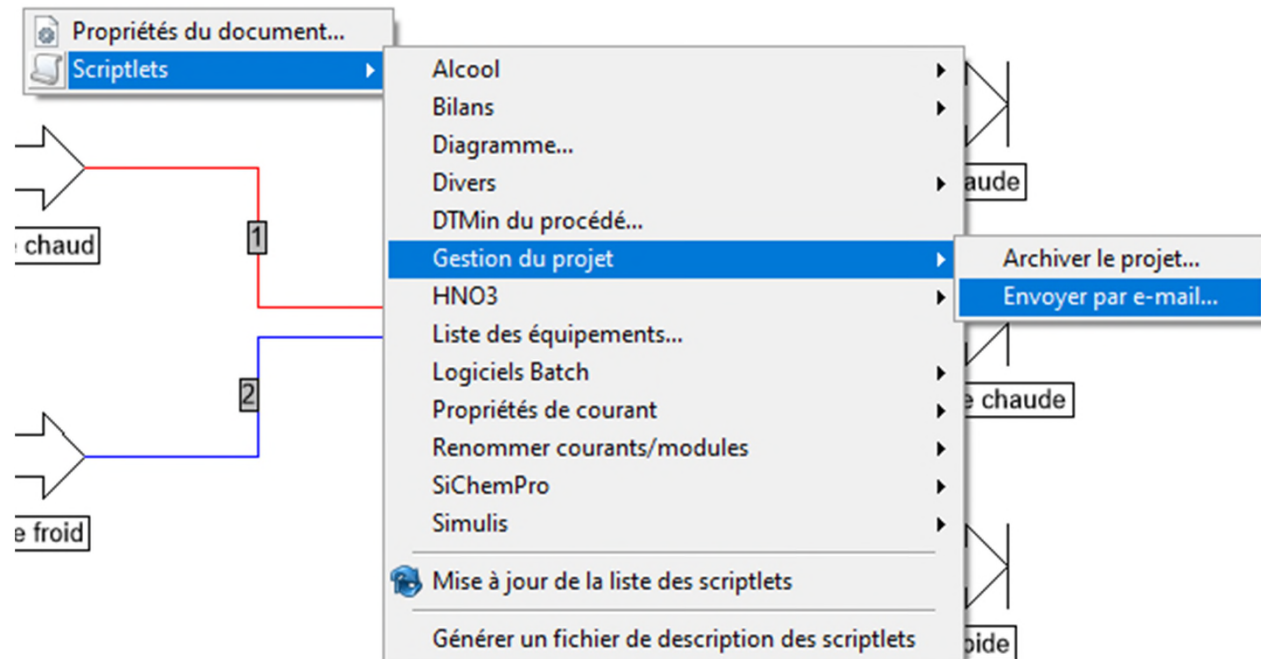 Propriétés du document...
Scriptlets
Alcool
Bilans
Diagramme...
Divers
DTMin du procédé...
Gestion du projet
HNO3
Liste des équipements...
Logiciels Batch
Propriétés de courant
Renommer courants/modules
SiChemPro
Simulis
Mise à jour de la liste des scriptlets
Générer un fichier de description des scriptlets
Archiver le projet...
Envoyer par e-mail...
1
chaud
2
e froid
aude
e chaude
pide